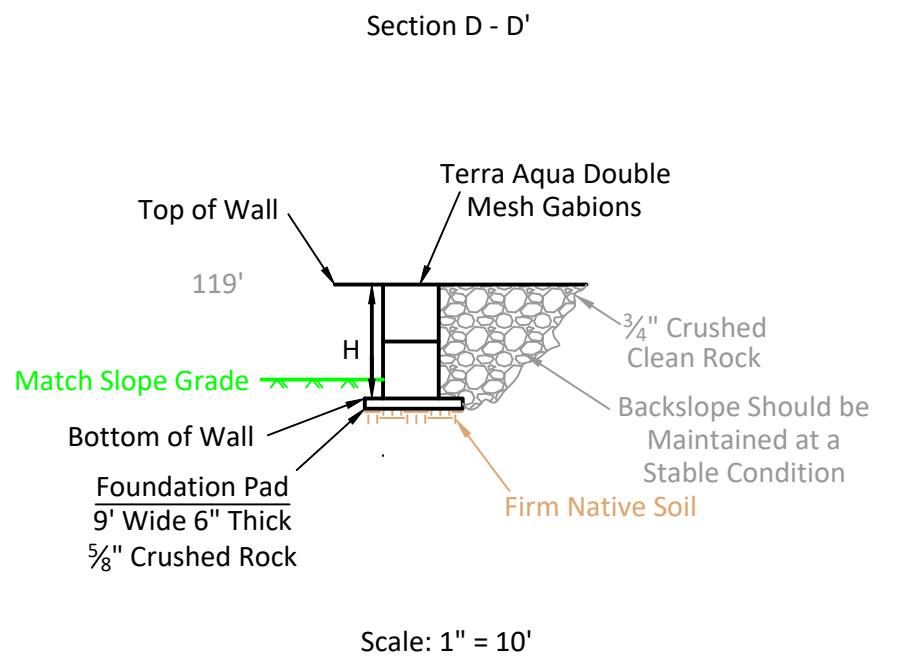 Section D - D'
Terra Aqua Double
Mesh Gabions
Top of Wall
119'
¾" Crushed
Clean Rock
H
Match Slope Grade
Backslope Should be
Maintained at a
Stable Condition
Bottom of Wall
Foundation Pad
9' Wide 6" Thick
⅝" Crushed Rock
Firm Native Soil
Scale: 1" = 10'